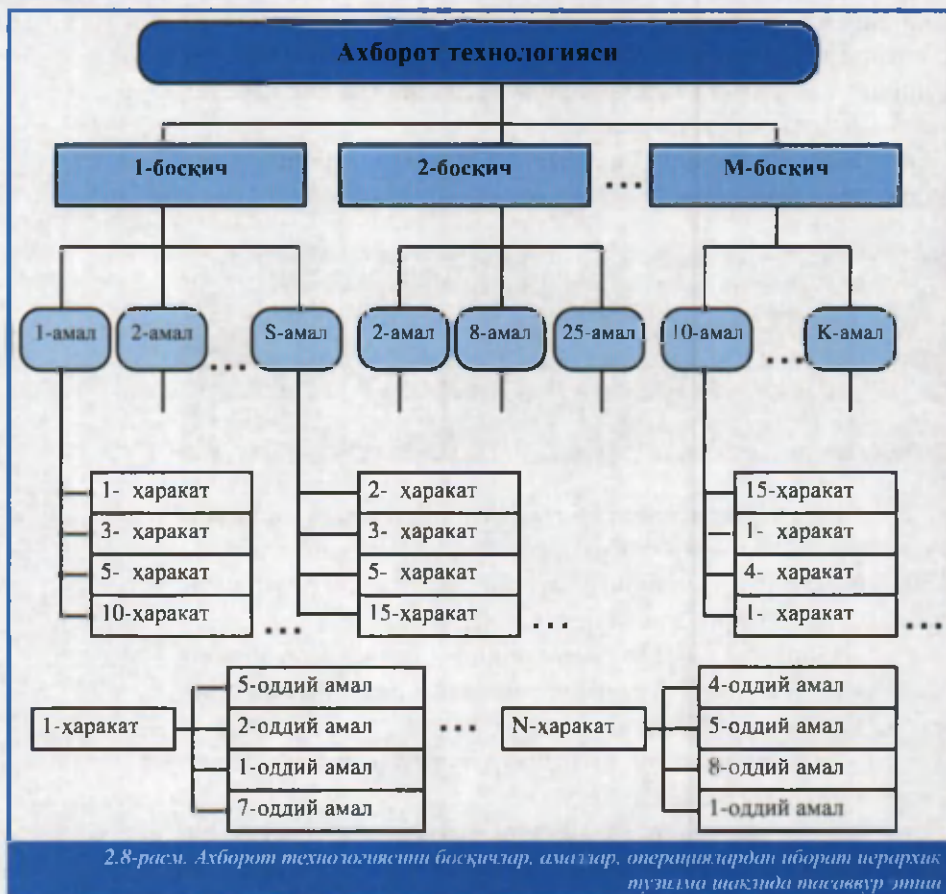 Ахборот технологияси
1-босқич
2-босқич
...
М-босқич
1-амал
2-амал
...
S-амал
2-амал
8-амал
25-амал
10-амал
...
К-амал
1- ҳаракат
3- ҳаракат
5- ҳаракат
10-ҳаракат
...
2- ҳаракат
3- ҳаракат
5- ҳаракат
15-ҳаракат
...
15-ҳаракат
1- ҳаракат
4- ҳаракат
1- ҳаракат
...
1-ҳаракат
5-оддий амал
2-оддий амал
1-оддий амал
7-оддий амал
...
N-ҳаракат
4-оддий амал
5-оддий амал
8-оддий амал
1-оддий амал
2.8-расм. Ахборот технологиясини босқичлар, амаллар, операциялардан иборат иерархик
тузилма шаклида тасаввур этиш